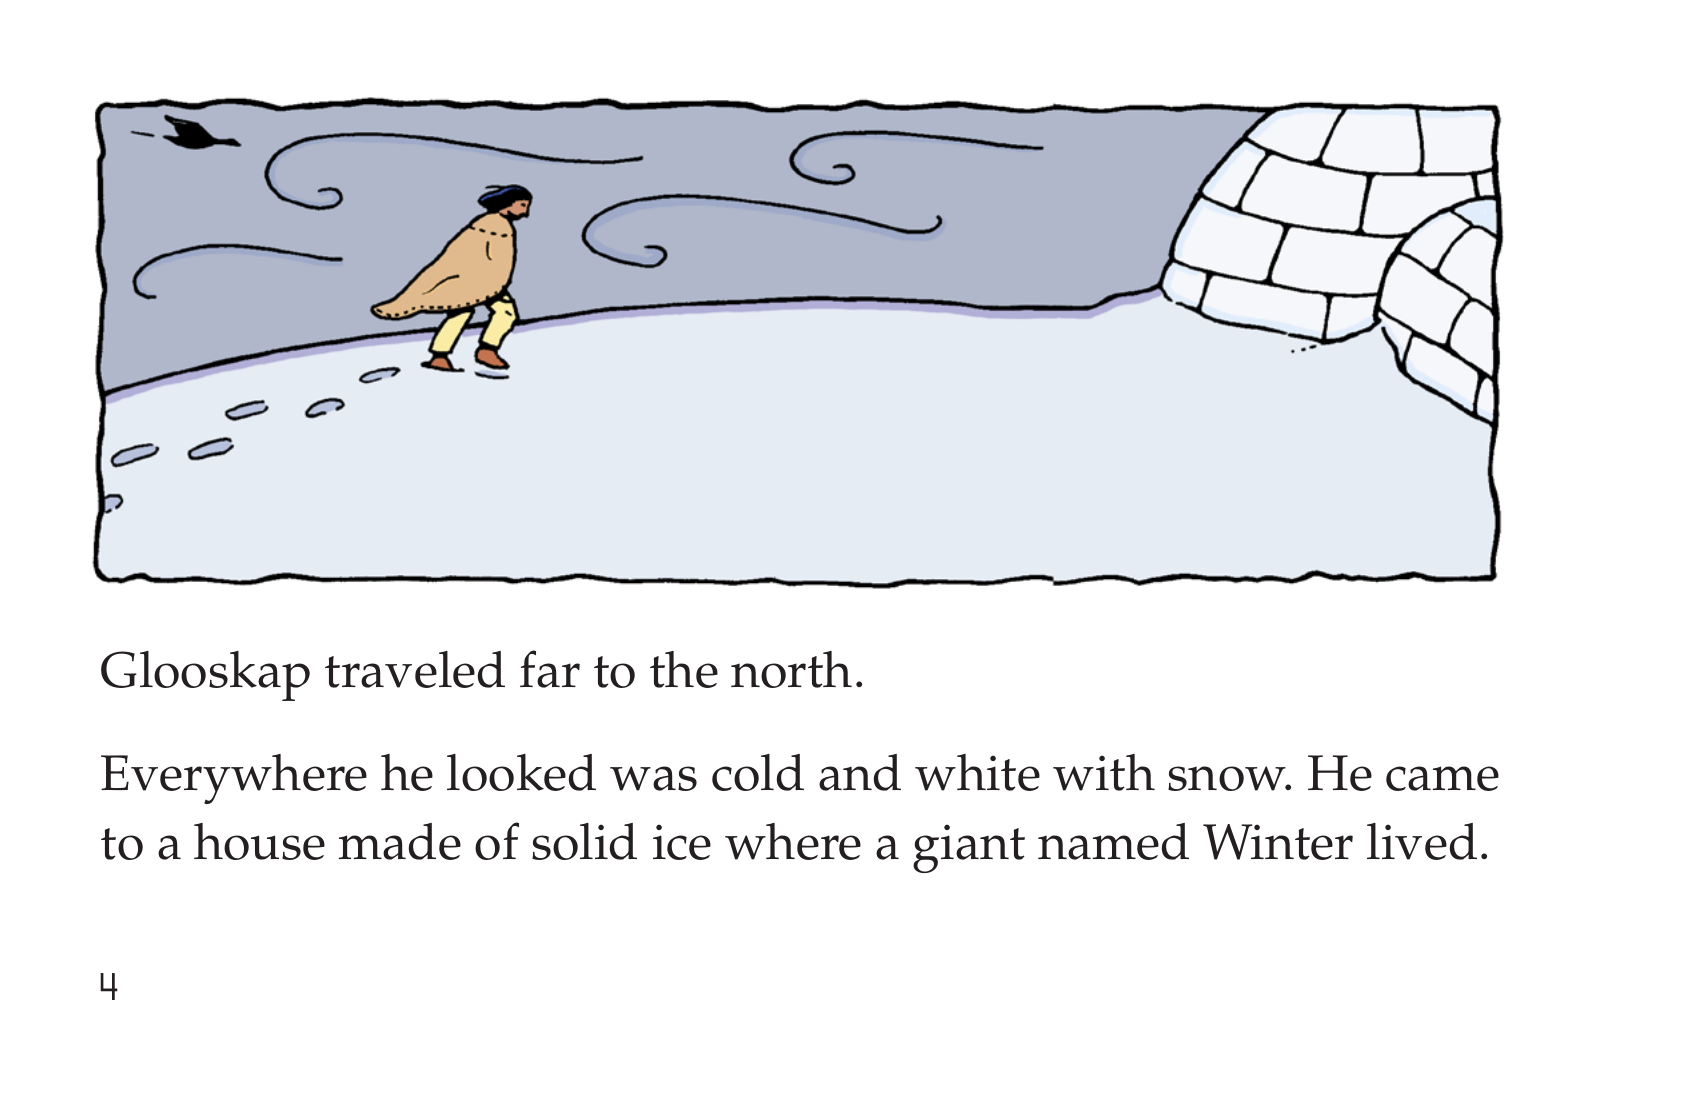 Glooskap traveled far to the north.
Everywhere he looked was cold and white with snow. He came
to a house made of solid ice where a giant named Winter lived.
4